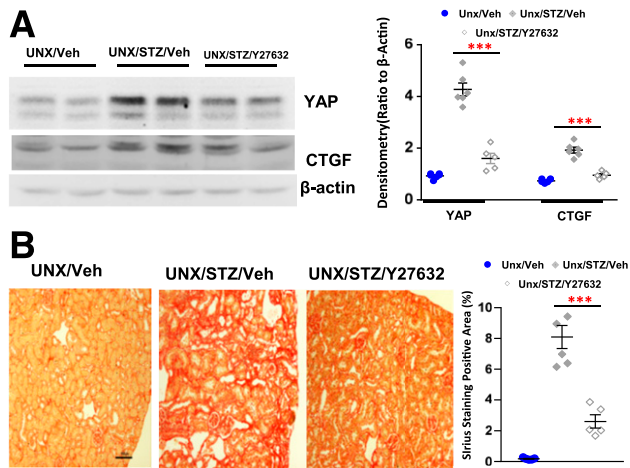 A
UNX/Veh
UNX/STZ/Veh
UNX/STZ/Y27632
YAP
CTGF
β-actin
Unx/Veh
Unx/STZ/Veh
Unx/STZ/Y27632
Densitometry(Ratio to β-Actin)
6
4
2
0
***
***
YAP
CTGF
B
UNX/Veh
UNX/STZ/Veh
UNX/STZ/Y27632
Unx/Veh
Unx/STZ/Veh
Unx/STZ/Y27632
SIrius Staining Positive Area (%)
10
8
6
4
2
0
***